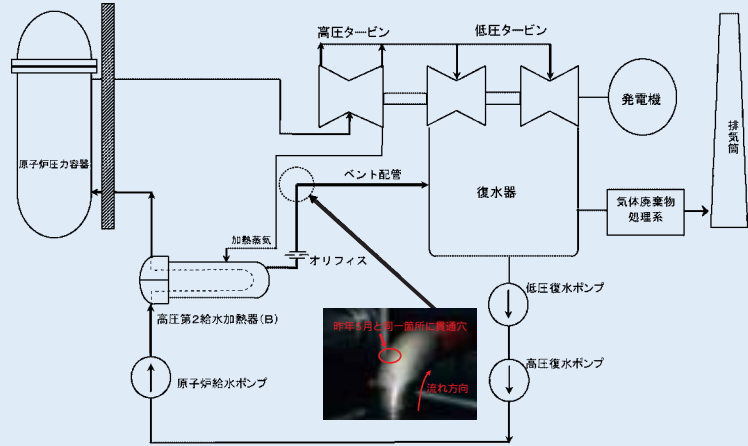 高圧タービン
低圧タービン
発電機
排気筒
原子炉圧力容器
ベント配管
復水器
気体廃棄物
処理系
加熱蒸気
オリフィス
低圧復水ポンプ
高圧第2給水加熱器(B)
昨年5月と同一箇所に貫通穴
流れ方向
高圧復水ポンプ
原子炉給水ポンプ